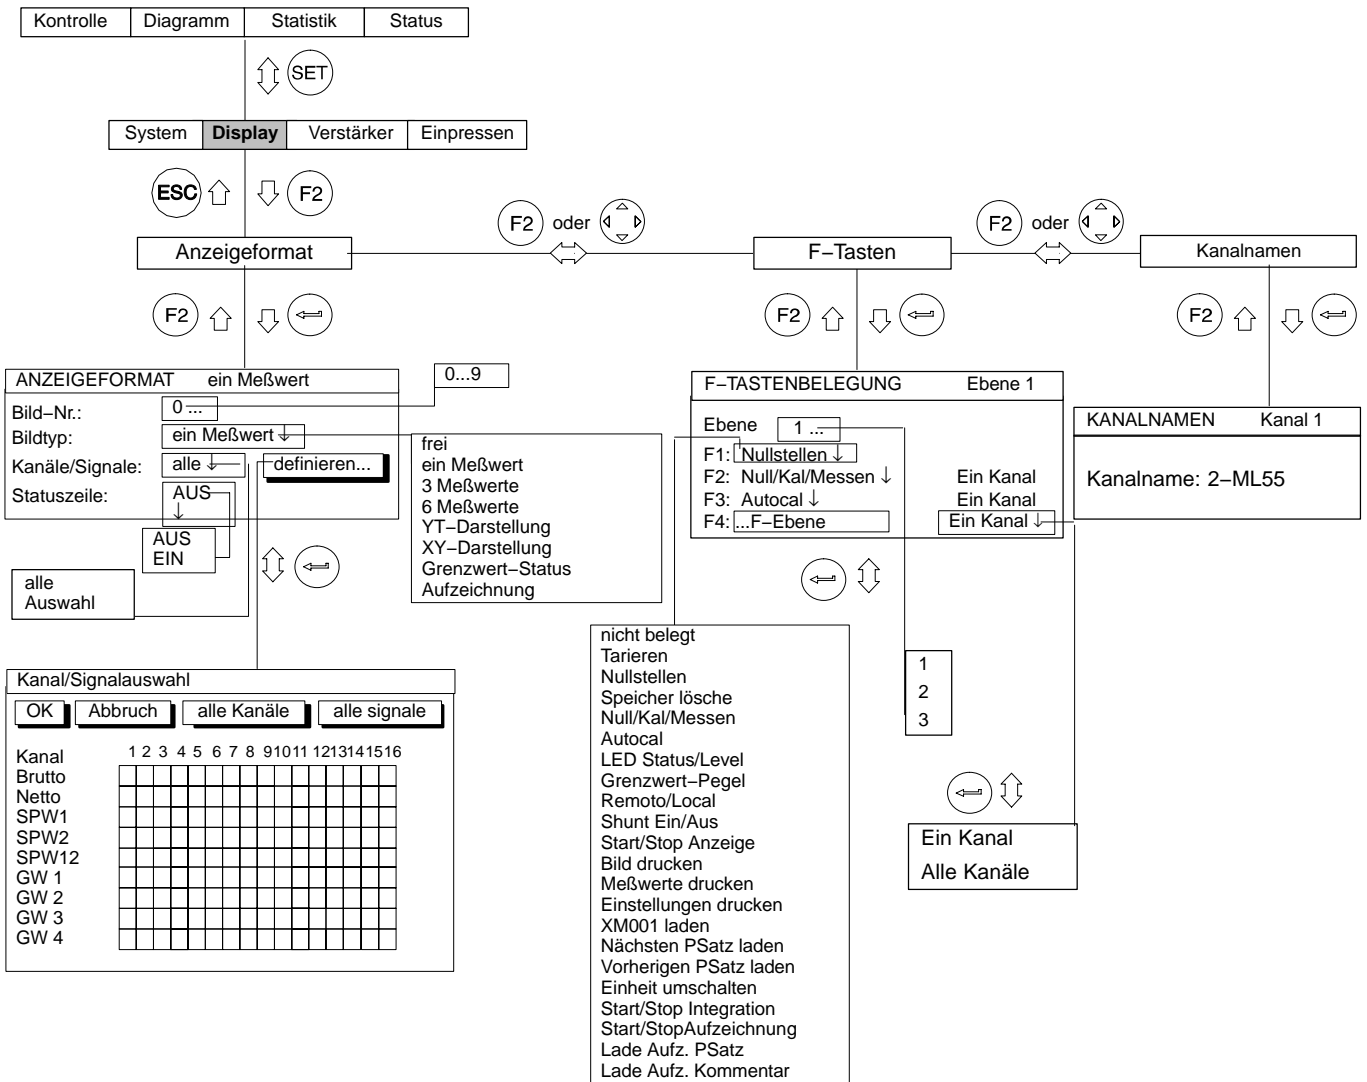 Kontrolle Diagramm Statistik Status
SET
System Display Verstärker Einpressen
ESC F2
F2 oder
F2 oder
Anzeigeformat
F–Tasten
Kanalnamen
F2
F2
F2
ANZEIGEFORMAT ein Meßwert
Bild–Nr.: 0 ...
Bildtyp: ein Meßwert ↓
Kanäle/Signale: alle ↓ definieren...
Statuszeile: AUS
↓
AUS
EIN
alle
Auswahl
0...9
frei
ein Meßwert
3 Meßwerte
6 Meßwerte
YT–Darstellung
XY–Darstellung
Grenzwert–Status
Aufzeichnung
Kanal/Signalauswahl
OK Abbruch alle Kanäle alle signale
Kanal 1 2 3 4 5 6 7 8 9 10 11 12 13 14 15 16
Brutto
Netto
SPW1
SPW2
SPW12
GW 1
GW 2
GW 3
GW 4
F–TASTENBELEGUNG Ebene 1
Ebene 1 ...
F1: Nullstellen ↓
F2: Null/Kal/Messen ↓ Ein Kanal
F3: Autocal ↓ Ein Kanal
F4: ...F–Ebene Ein Kanal ↓
nicht belegt
Tarieren
Nullstellen
Speicher lösche
Null/Kal/Messen
Autocal
LED Status/Level
Grenzwert–Pegel
Remoto/Local
Shunt Ein/Aus
Start/Stop Anzeige
Bild drucken
Meßwerte drucken
Einstellungen drucken
XM001 laden
Nächsten PSatz laden
Vorherigen PSatz laden
Einheit umschalten
Start/Stop Integration
Start/StopAufzeichnung
Lade Aufz. PSatz
Lade Aufz. Kommentar
1
2
3
Ein Kanal
Alle Kanäle
KANALNAMEN Kanal 1
Kanalname: 2–ML55